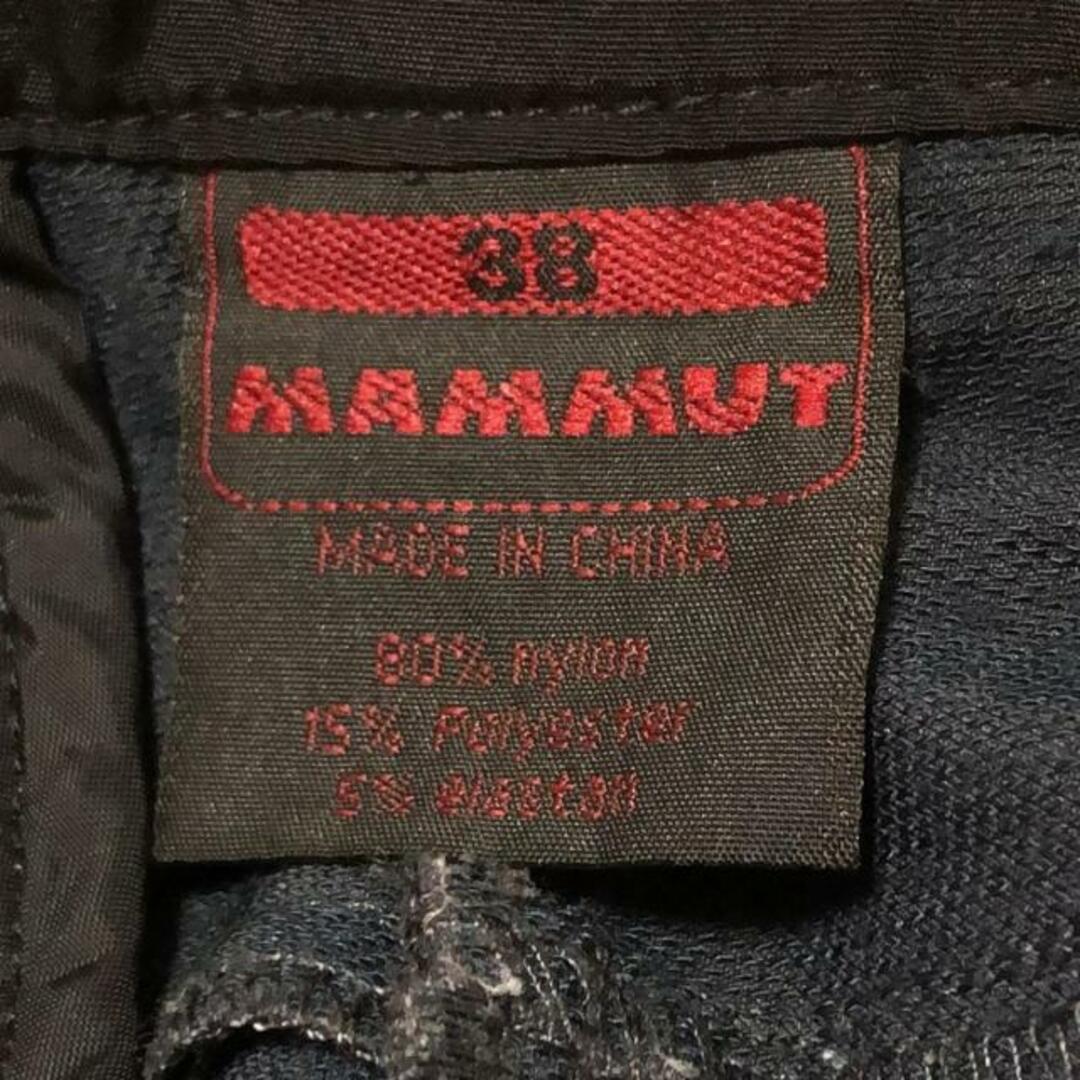 38
MAMMUT
MADE IN CHINA
80% nylon
15% Polyester
5% elastan